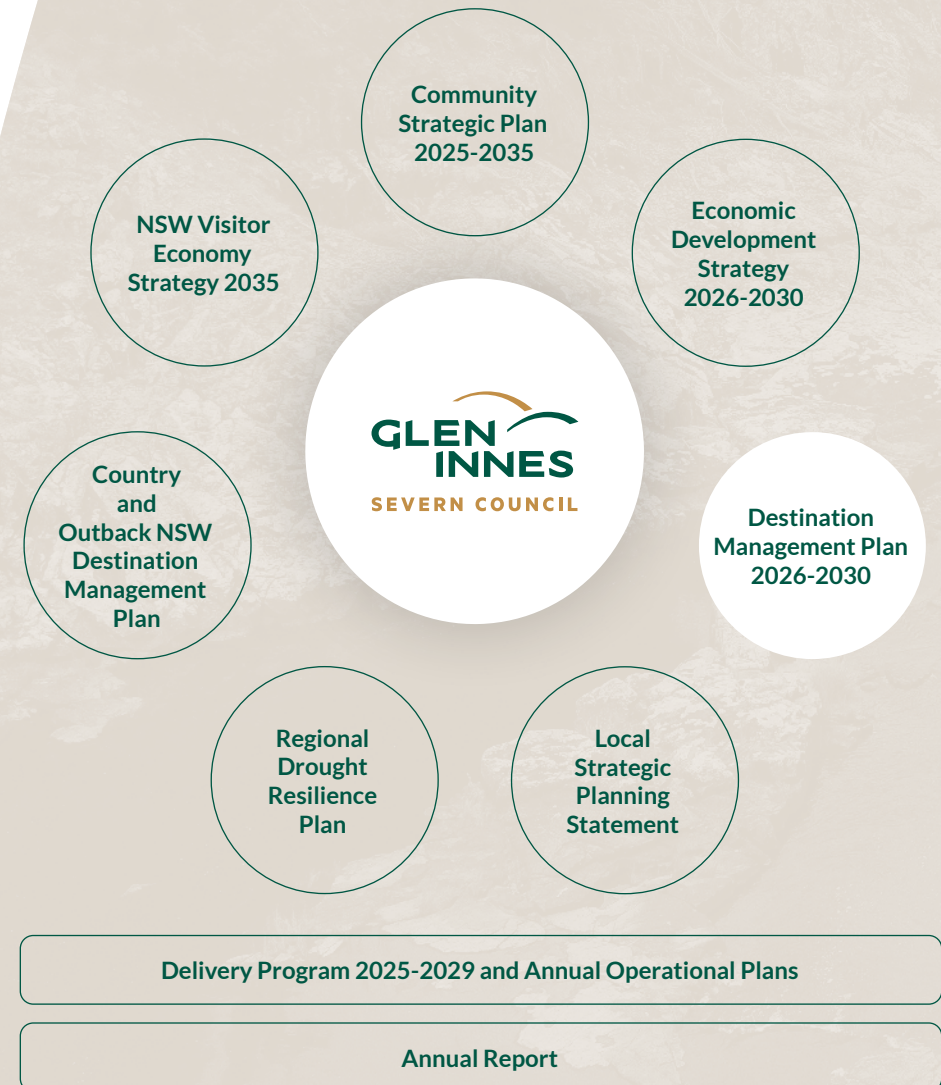 Community
Strategic Plan
2025-2035
NSW Visitor
Economy
Strategy 2035
Economic
Development
Strategy
2026-2030
GLEN
INNES
SEVERN COUNCIL
Country
and
Outback NSW
Destination
Management
Plan
Destination
Management Plan
2026-2030
Regional
Drought
Resilience
Plan
Local
Strategic
Planning
Statement
Delivery Program 2025-2029 and Annual Operational Plans
Annual Report